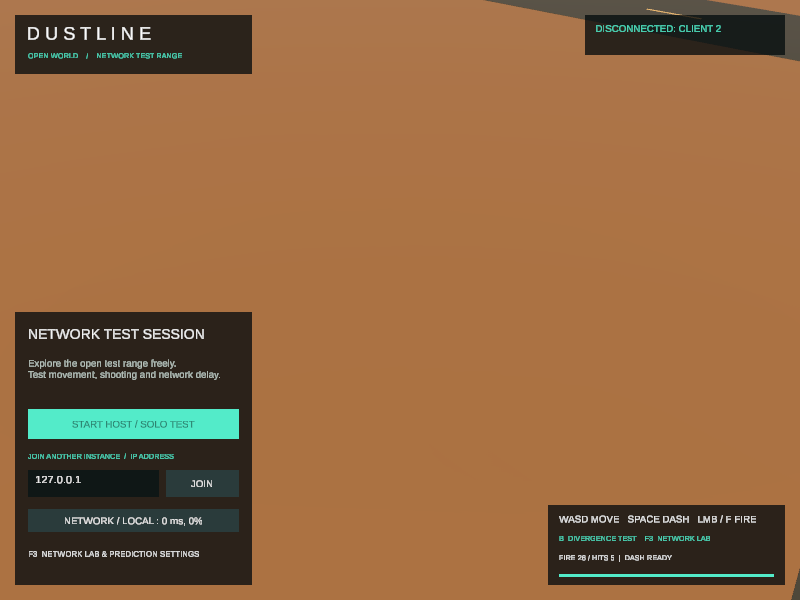 DUSTLINE
OPEN WORLD / NETWORK TEST RANGE
DISCONNECTED: CLIENT 2
NETWORK TEST SESSION
Explore the open test range freely.
Test movement, shooting and network delay.
START HOST / SOLO TEST
JOIN ANOTHER INSTANCE / IP ADDRESS
127.0.0.1
JOIN
NETWORK / LOCAL : 0 ms, 0%
F3 NETWORK LAB & PREDICTION SETTINGS
WASD MOVE SPACE DASH LMB / F FIRE
B DIVERGENCE TEST F3 NETWORK LAB
FIRE 26 / HITS 5 | DASH READY